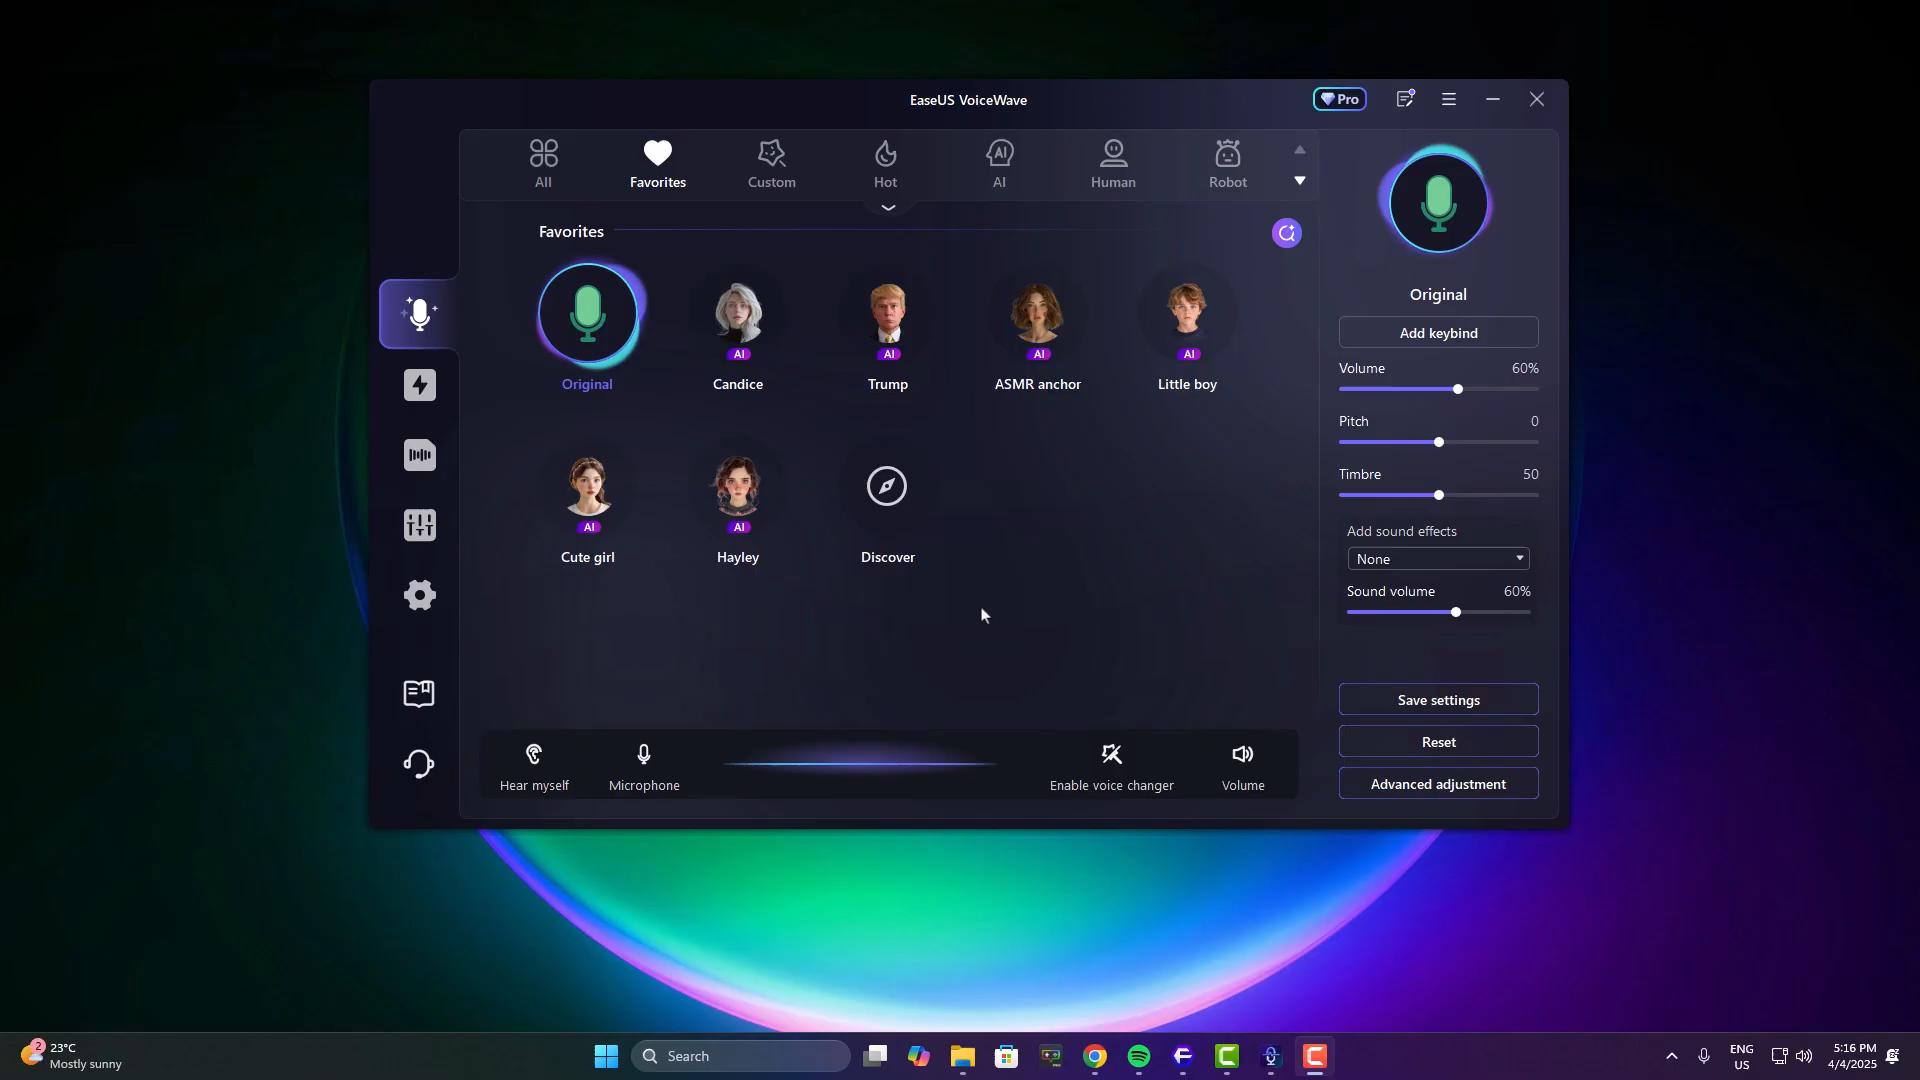 EaseUS VoiceWave
Pro
All
Favorites
Custom
Hot
AI
AI
Human
Robot
Favorites
Original
AI
Candice
AI
Trump
AI
ASMR anchor
AI
Little boy
AI
Cute girl
AI
Hayley
Discover
Hear myself
Microphone
Enable voice changer
Volume
Original
Add keybind
Volume 60%
Pitch 0
Timbre 50
Add sound effects
None
Sound volume 60%
Save settings
Reset
Advanced adjustment
2
23°C
Mostly sunny
Search
ENG
US
5:16 PM
4/4/2025